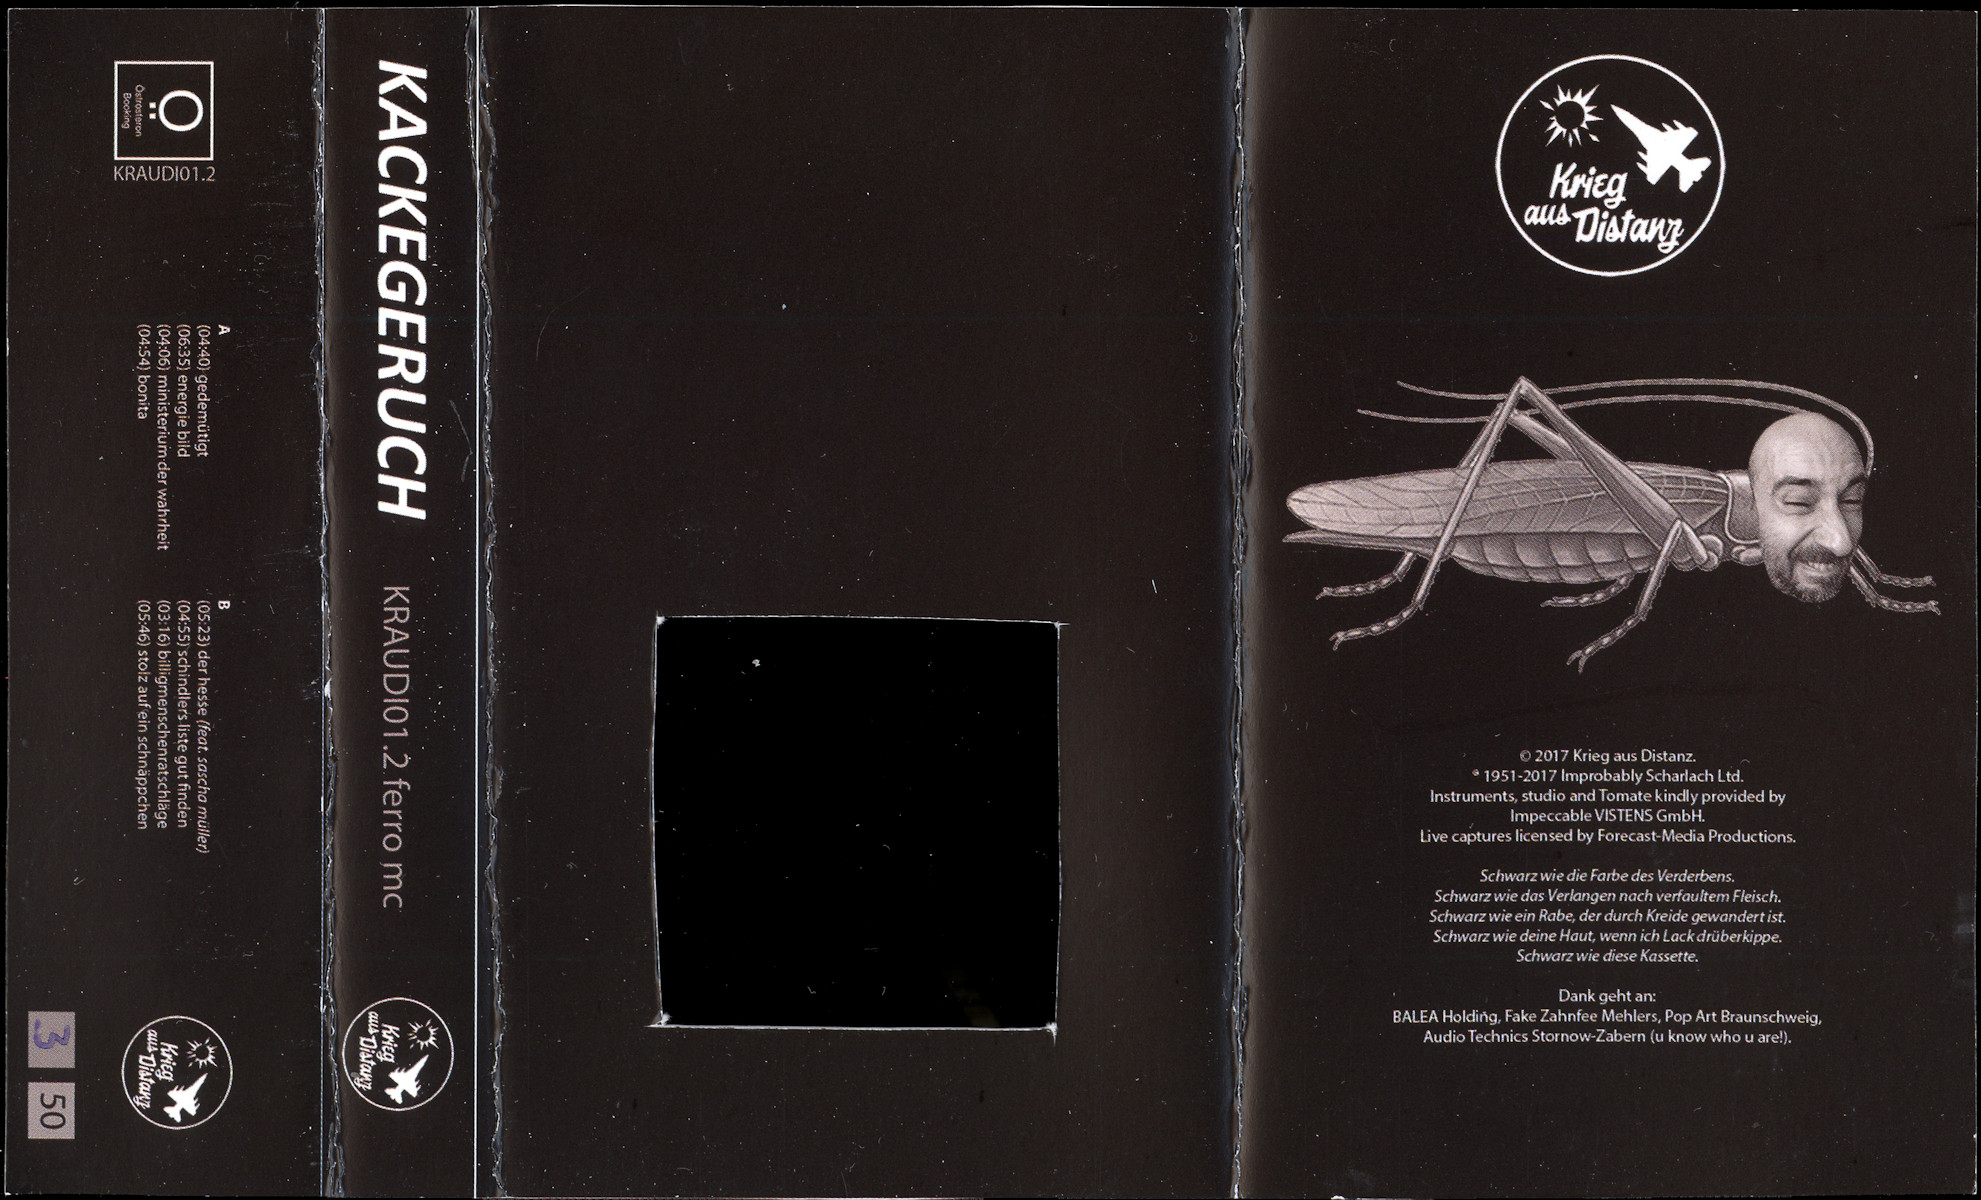 Ö
Östrosteron
Booking
KRAUDI01.2
A
(04:40) gedemütigt
(06:35) energie bild
(04:06) ministerium der wahrheit
(04:54) bonita
B
(05:23) der hesse (feat. sascha müller)
(04:55) schindlers liste gut finden
(03:16) billigmenschenratschläge
(05:46) stolz auf ein schnäppchen
Krieg
aus Distanz
3
50
KACKEGERUCH
KRAUDI01.2 ferro mc
Krieg
aus Distanz
Krieg
aus Distanz
© 2017 Krieg aus Distanz.
℗ 1951-2017 Improbably Scharlach Ltd.
Instruments, studio and Tomate kindly provided by
Impeccable VISTENS GmbH.
Live captures licensed by Forecast-Media Productions.
Schwarz wie die Farbe des Verderbens.
Schwarz wie das Verlangen nach verfaultem Fleisch.
Schwarz wie ein Rabe, der durch Kreide gewandert ist.
Schwarz wie deine Haut, wenn ich Lack drüberkippe.
Schwarz wie diese Kassette.
Dank geht an:
BALEA Holding, Fake Zahnfee Mehlers, Pop Art Braunschweig,
Audio Technics Stornow-Zabern (u know who u are!).